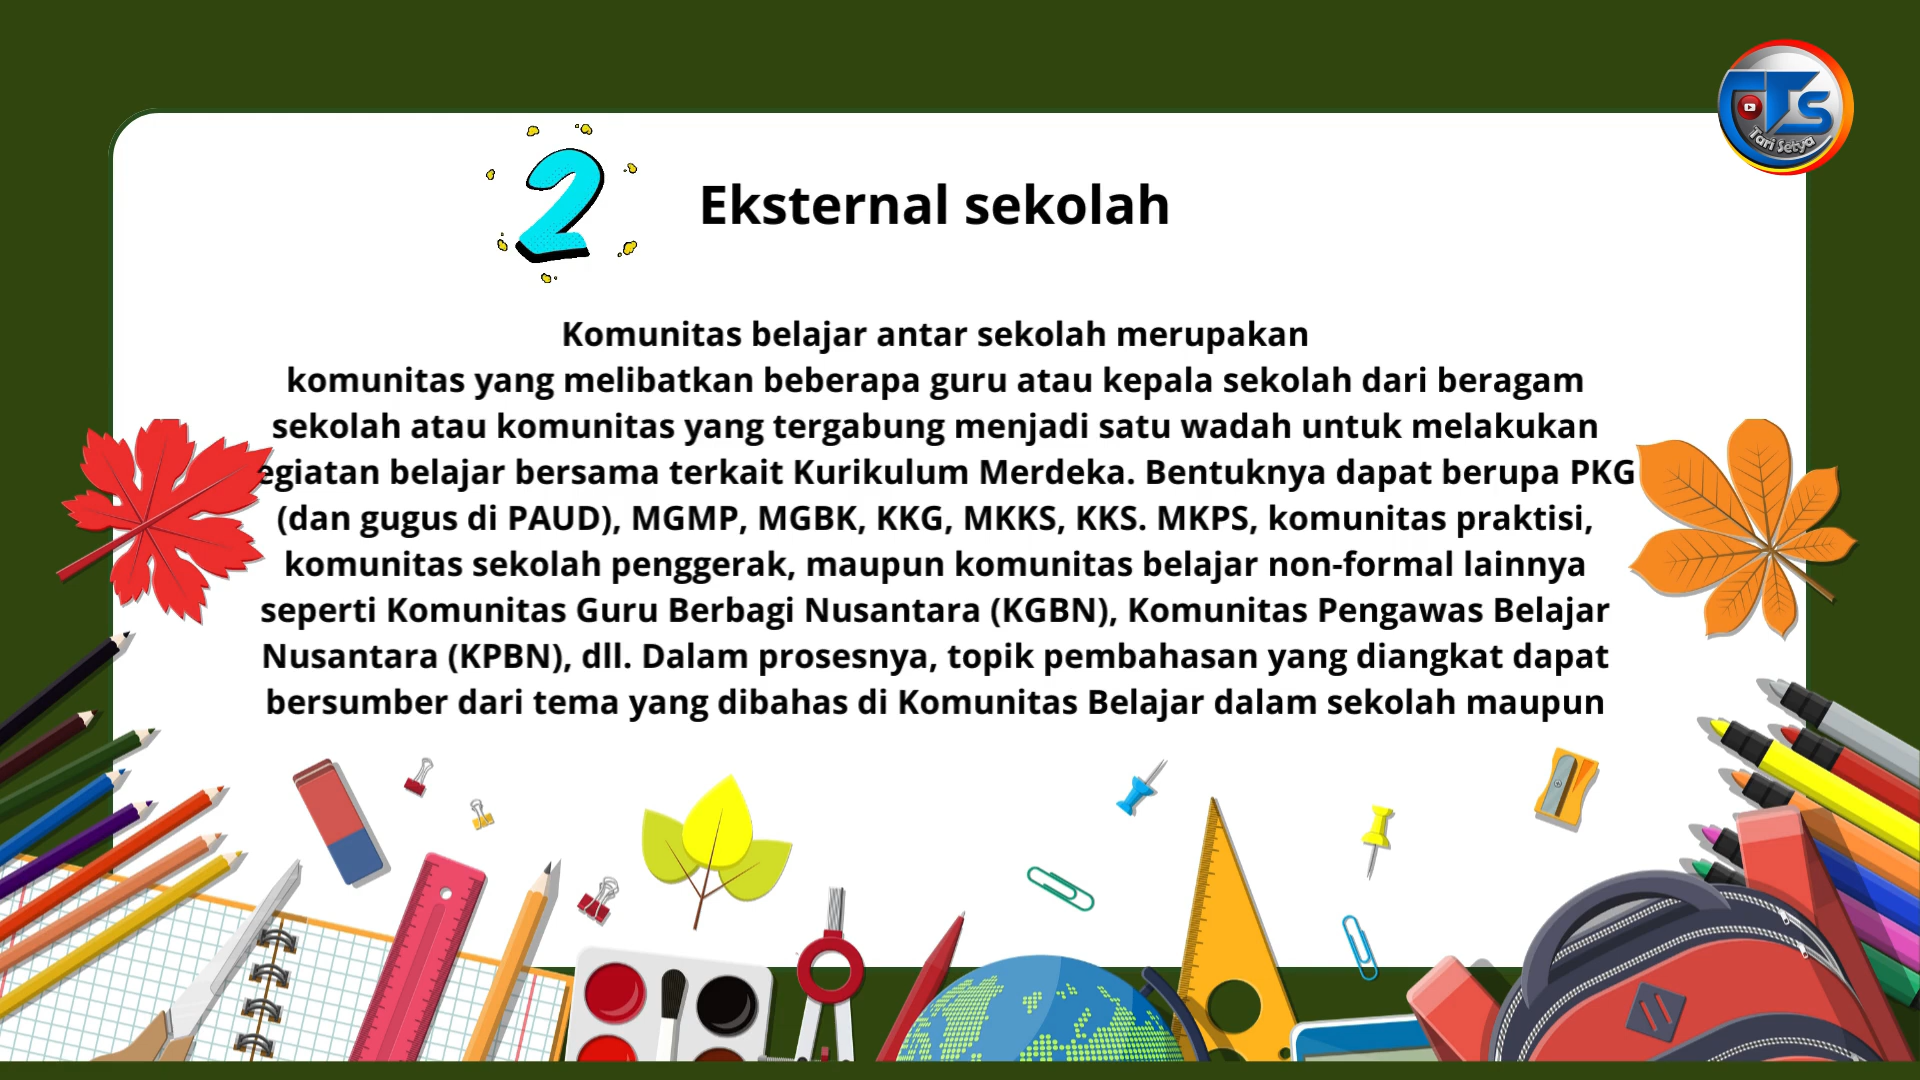 TS
Tari Setya
2
Eksternal sekolah
Komunitas belajar antar sekolah merupakan
komunitas yang melibatkan beberapa guru atau kepala sekolah dari beragam
sekolah atau komunitas yang tergabung menjadi satu wadah untuk melakukan
egiatan belajar bersama terkait Kurikulum Merdeka. Bentuknya dapat berupa PKG
(dan gugus di PAUD), MGMP, MGBK, KKG, MKKS, KKS. MKPS, komunitas praktisi,
komunitas sekolah penggerak, maupun komunitas belajar non-formal lainnya
seperti Komunitas Guru Berbagi Nusantara (KGBN), Komunitas Pengawas Belajar
Nusantara (KPBN), dll. Dalam prosesnya, topik pembahasan yang diangkat dapat
bersumber dari tema yang dibahas di Komunitas Belajar dalam sekolah maupun